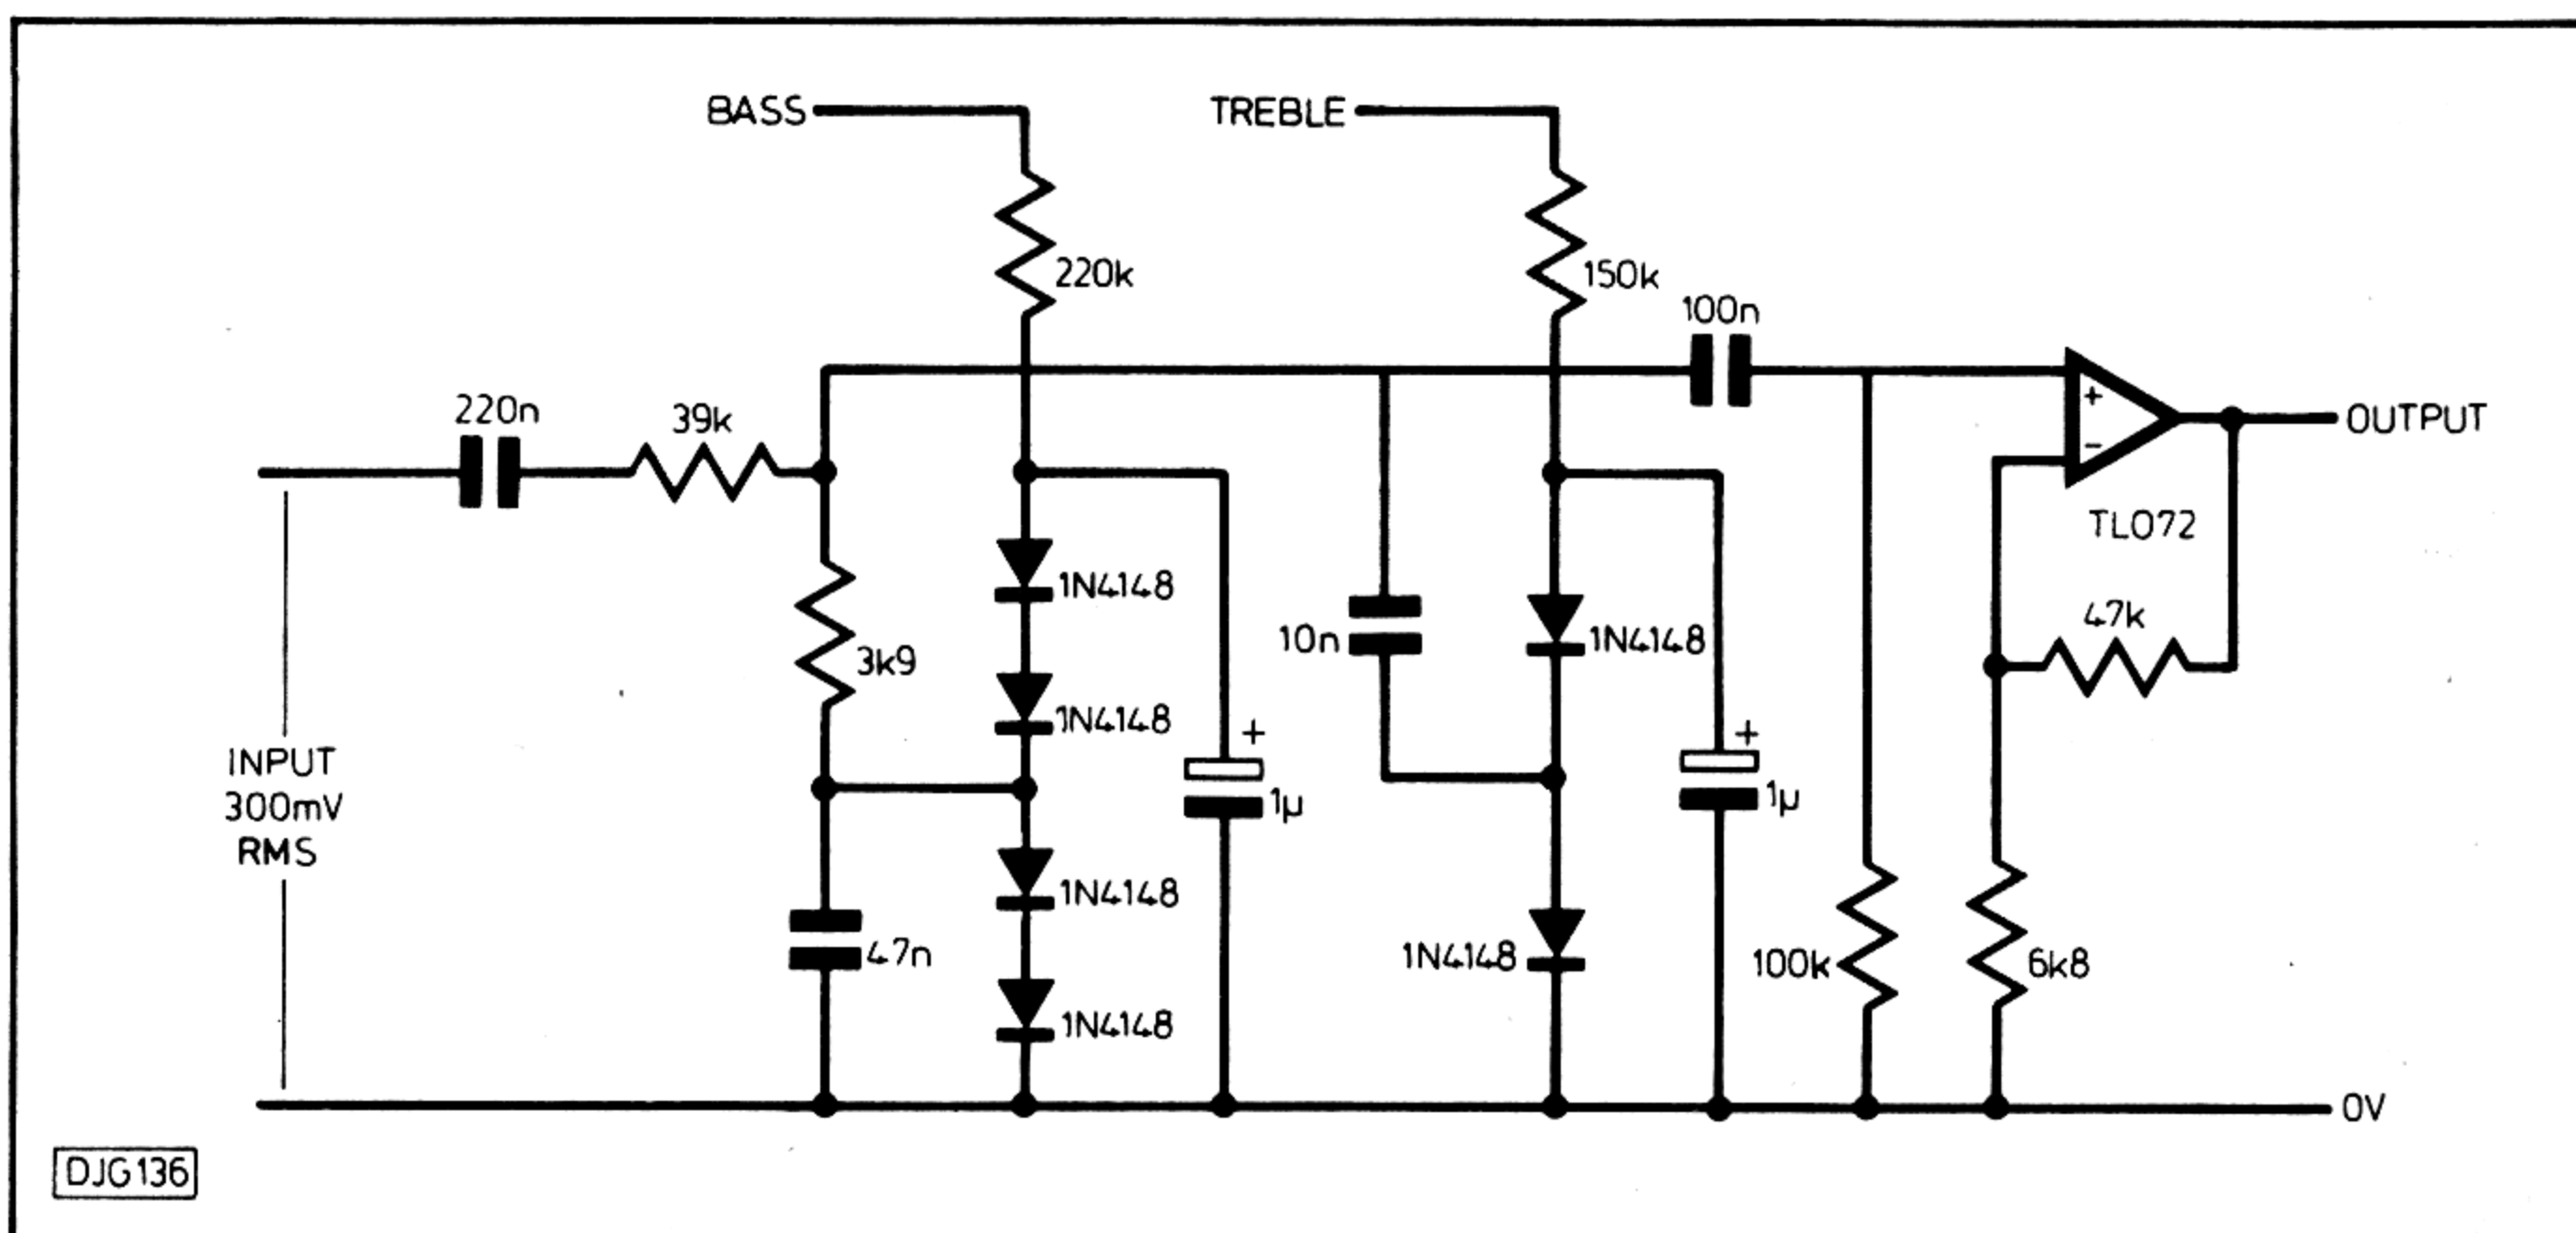 BASS
TREBLE
220k
150k
100n
220n
39k
+
-
OUTPUT
TL072
1N4148
1N4148
47k
10n
3k9
1N4148
+
+
INPUT
300mV
RMS
1µ
1µ
1N4148
47n
1N4148
100k
6k8
1N4148
0V
DJG136